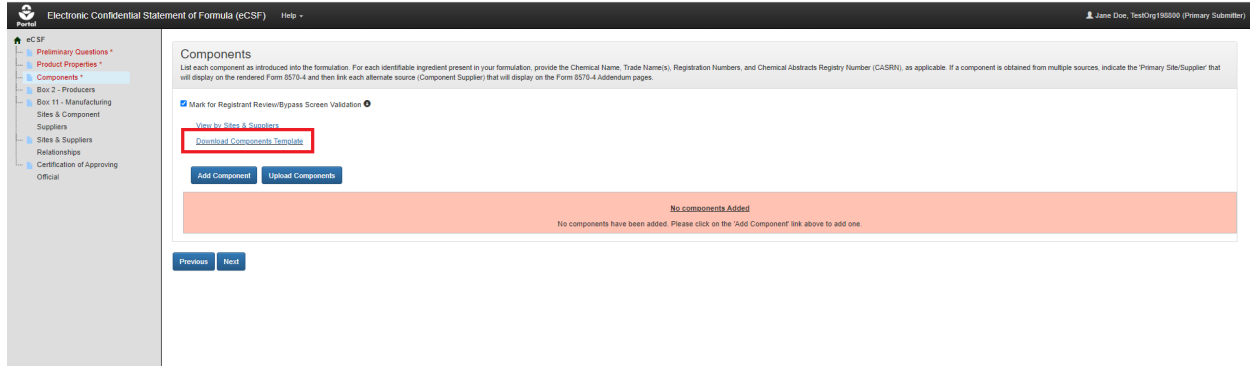 Portal
Electronic Confidential Statement of Formula (eCSF) Help
Jane Doe, TestOrg198800 (Primary Submitter)
eCSF
Preliminary Questions *
Product Properties *
Components *
Box 2 - Producers
Box 11 - Manufacturing
Sites & Component
Suppliers
Sites & Suppliers
Relationships
Certification of Approving
Official
Components
List each component as introduced into the formulation. For each identifiable ingredient present in your formulation, provide the Chemical Name, Trade Name(s), Registration Numbers, and Chemical Abstracts Registry Number (CASRN), as applicable. If a component is obtained from multiple sources, indicate the 'Primary Site/Supplier' that
will display on the rendered Form 8570-4 and then link each alternate source (Component Supplier) that will display on the Form 8570-4 Addendum pages.
Mark for Registrant Review/Bypass Screen Validation
View by Sites & Suppliers
Download Components Template
Add Component Upload Components
No components Added
No components have been added. Please click on the 'Add Component' link above to add one.
Previous Next